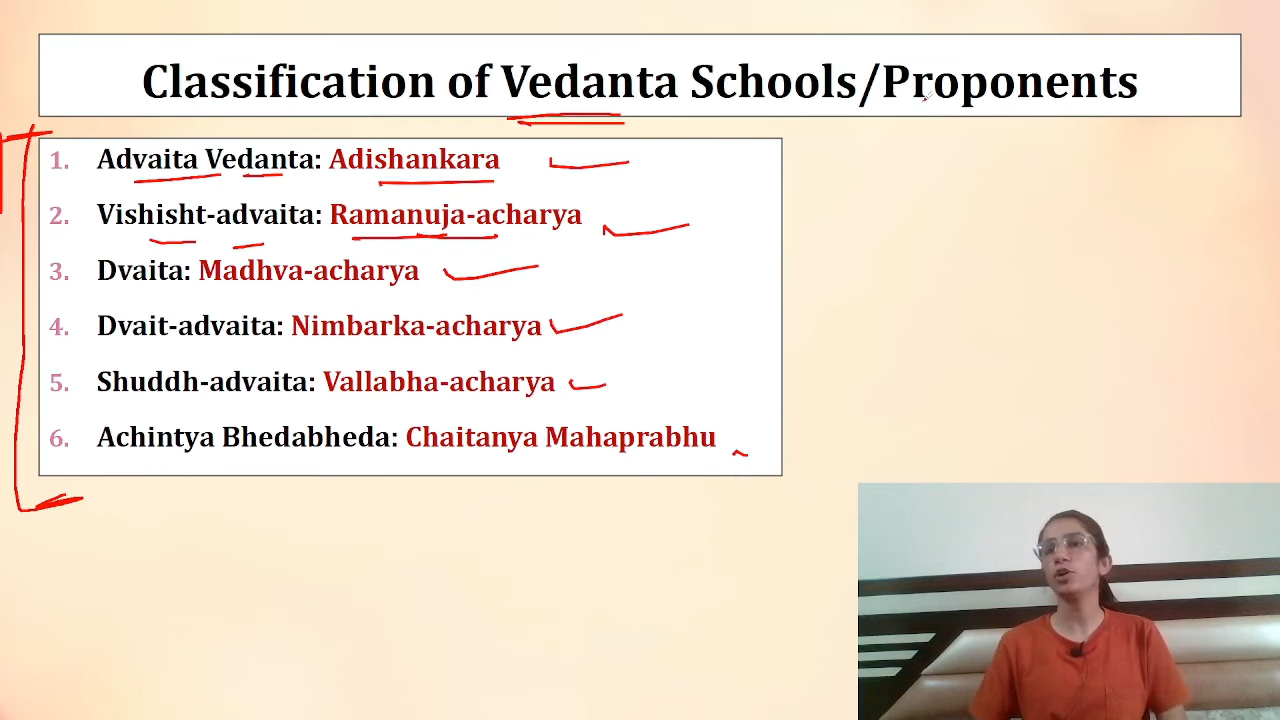 Classification of Vedanta Schools/Proponents
1. Advaita Vedanta: Adishankara
2. Vishisht-advaita: Ramanuja-acharya
3. Dvaita: Madhva-acharya
4. Dvait-advaita: Nimbarka-acharya
5. Shuddh-advaita: Vallabha-acharya
6. Achintya Bhedabheda: Chaitanya Mahaprabhu